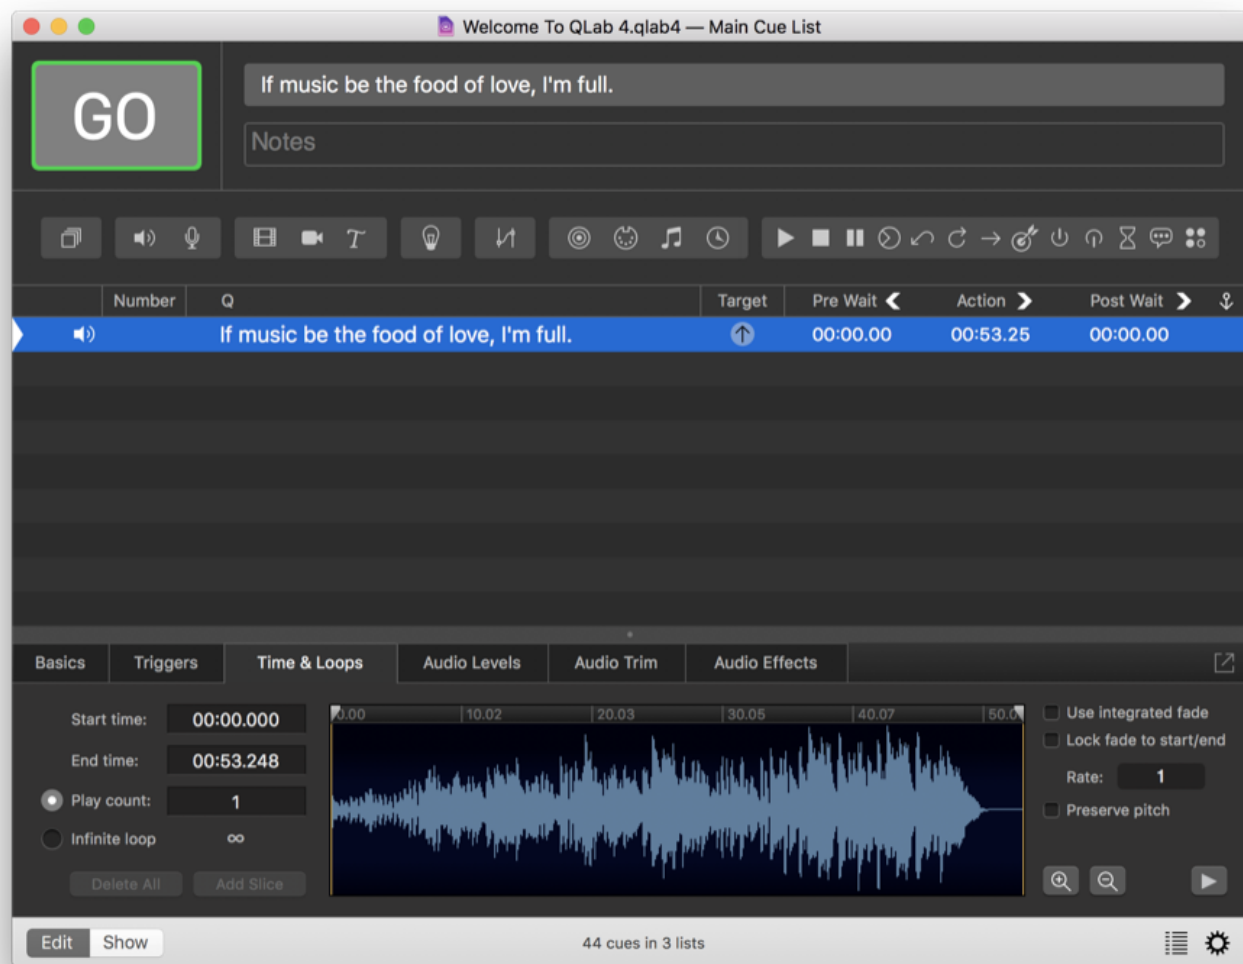 Welcome To QLab 4.qlab4 — Main Cue List
GO
If music be the food of love, I'm full.
Notes
Number Q Target Pre Wait Action Post Wait
If music be the food of love, I'm full. 00:00.00 00:53.25 00:00.00
Basics Triggers Time & Loops Audio Levels Audio Trim Audio Effects
Start time: 00:00.000
End time: 00:53.248
Play count: 1
Infinite loop ∞
Delete All Add Slice
0.00 10.02 20.03 30.05 40.07
Use integrated fade
Lock fade to start/end
Rate: 1
Preserve pitch
Edit Show 44 cues in 3 lists